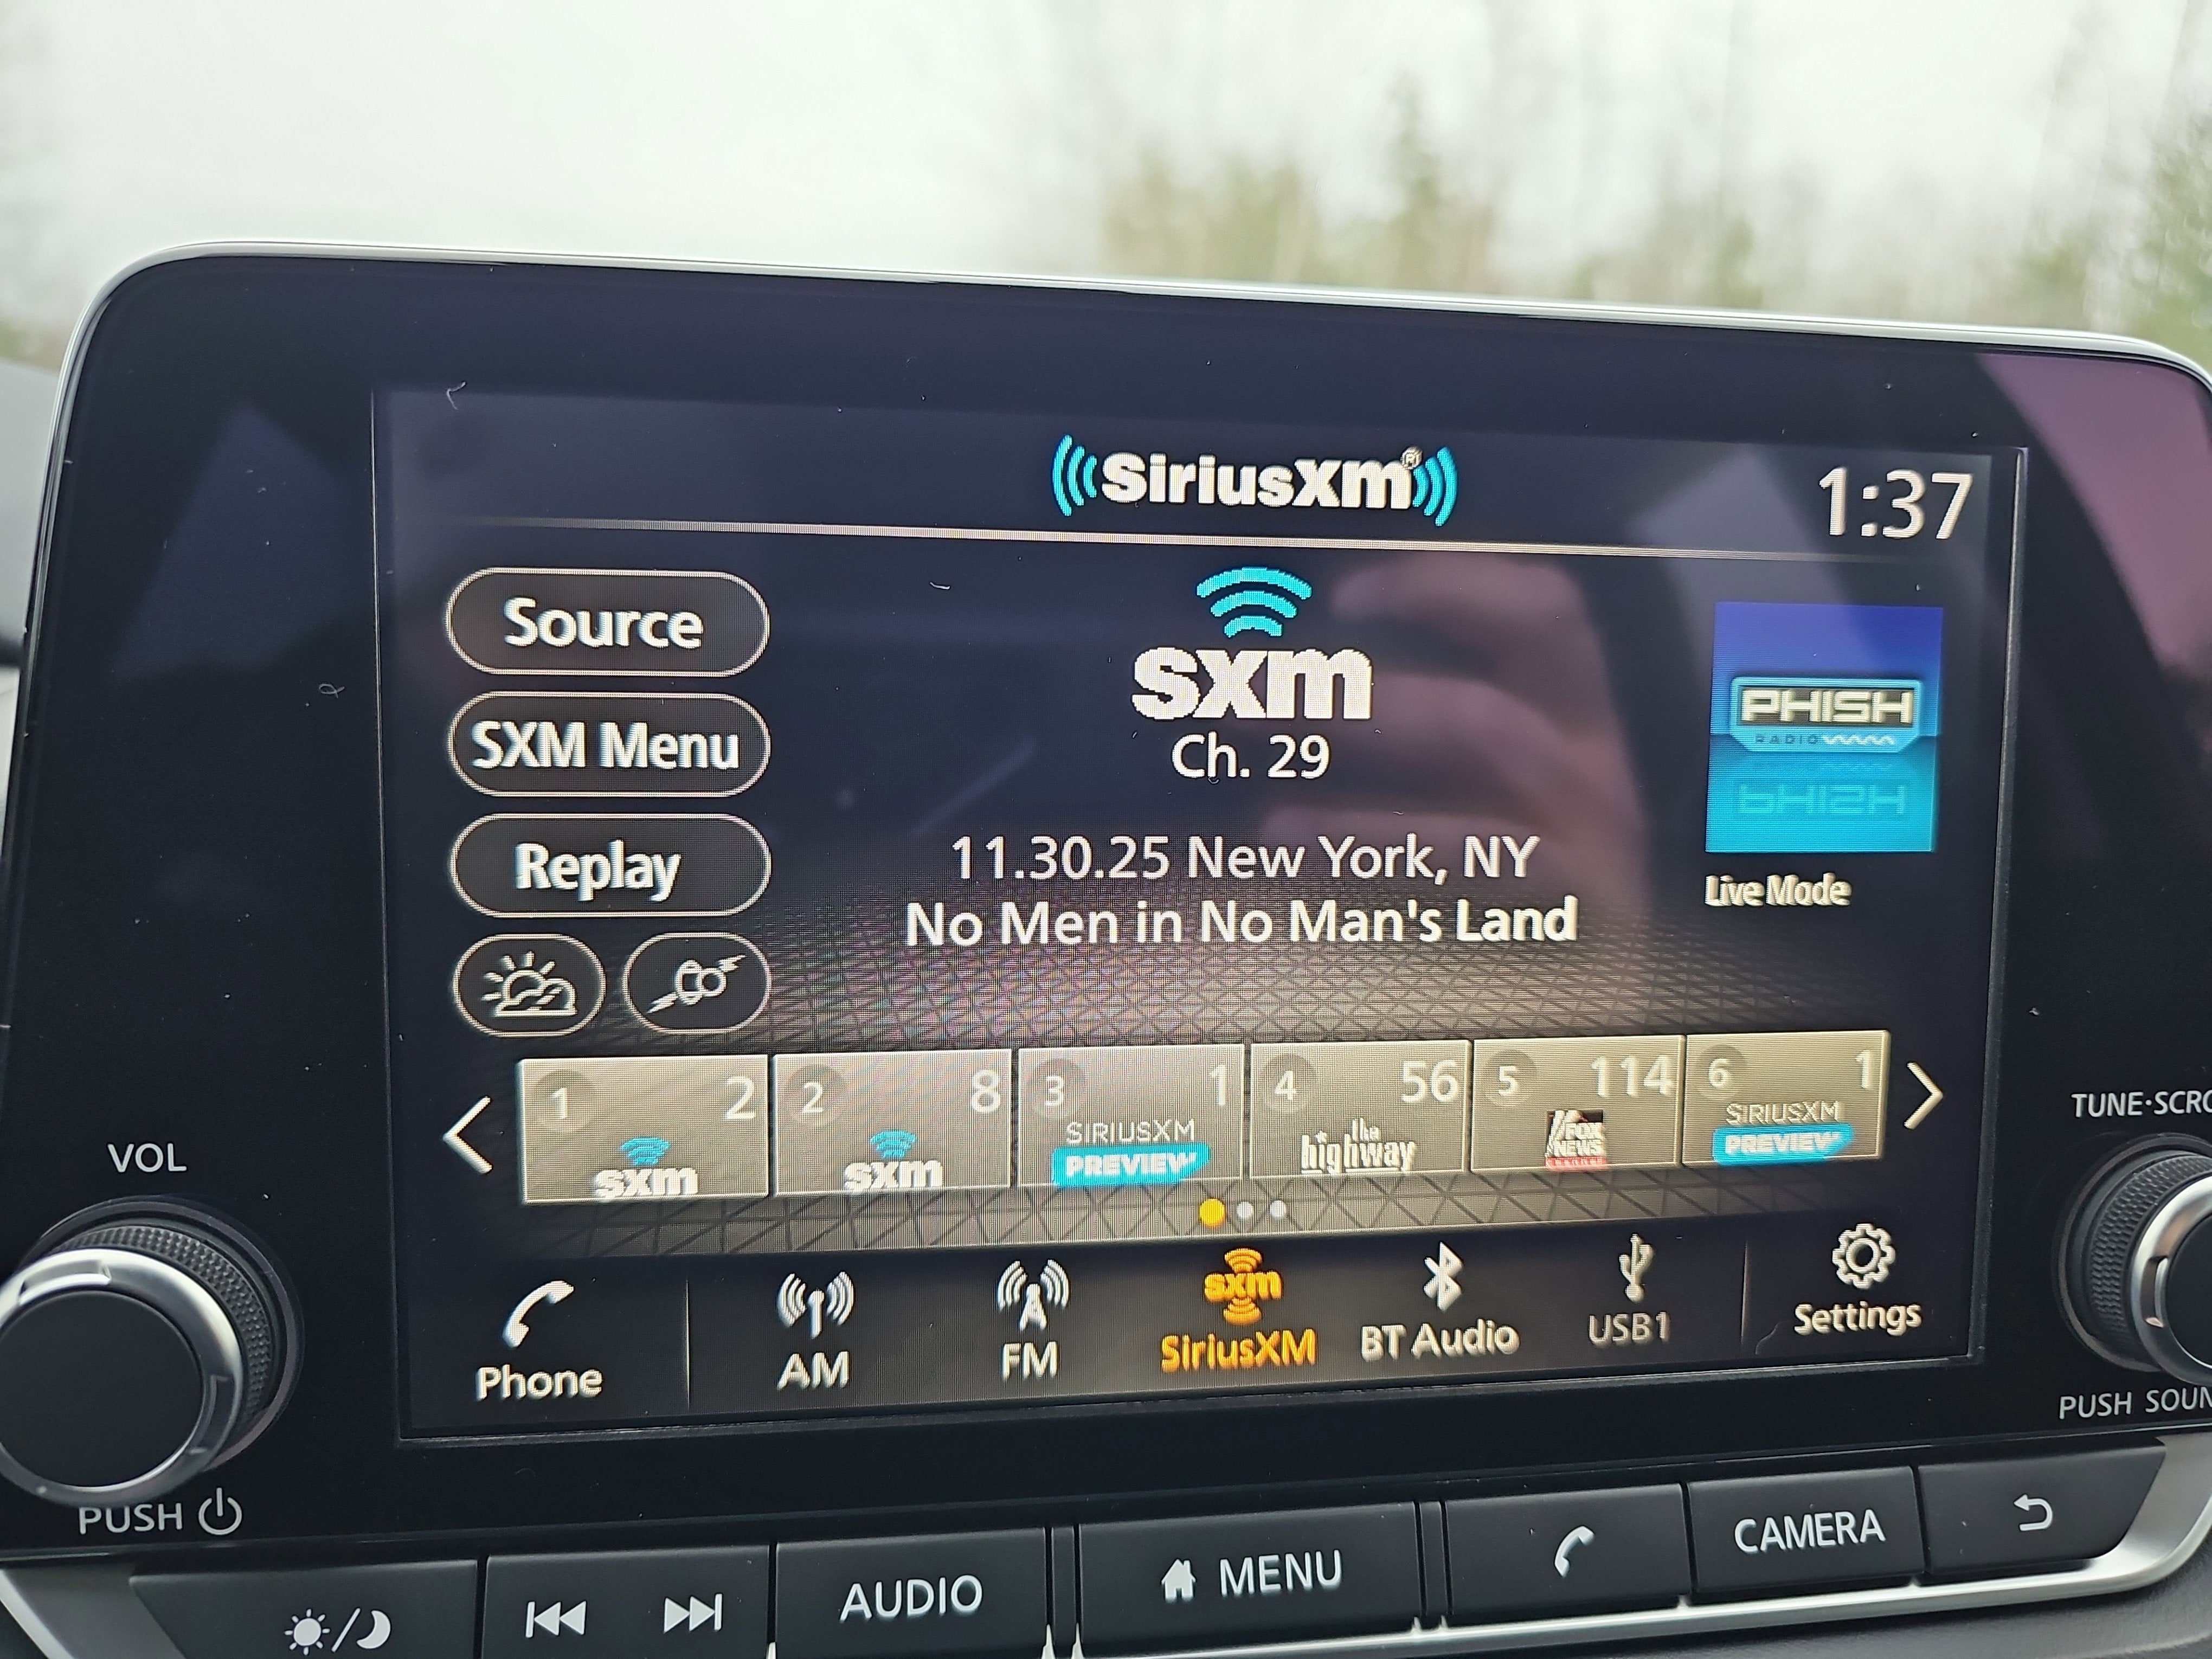 SiriusXM®
1:37
Source
sxm
PHISH
RADIO
SXM Menu
Ch. 29
Replay
11.30.25 New York, NY
Live Mode
No Men in No Man's Land
1 2
sxm
2 8
sxm
3 1
SIRIUSXM
PREVIEW
4 56
the
highway
5 114
FOX
NEWS
channel
6 1
SIRIUSXM
PREVIEW
VOL
TUNE·SCRO
Phone
AM
FM
sxm
SiriusXM
BT Audio
USB1
Settings
PUSH
PUSH SOUN
AUDIO
MENU
CAMERA